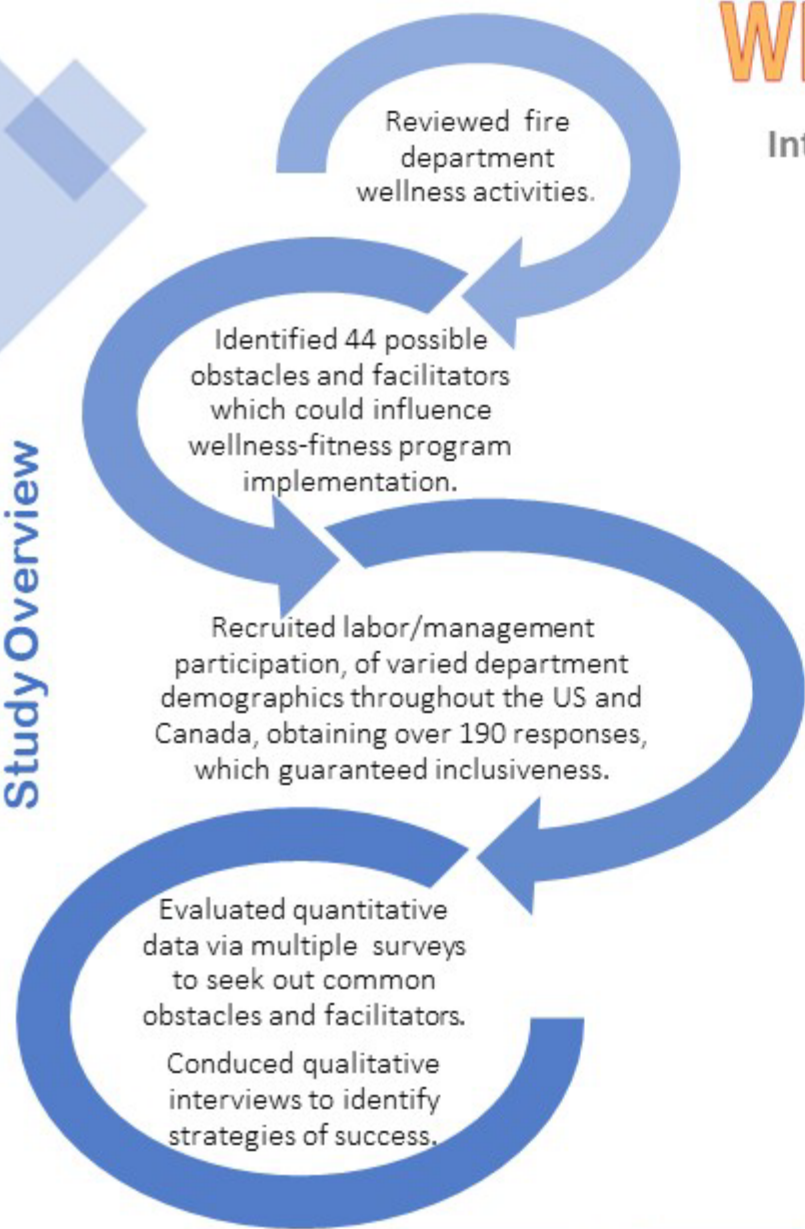 Reviewed fire
department
wellness activities.
Identified 44 possible
obstacles and facilitators
which could influence
wellness-fitness program
implementation.
Study Overview
Recruited labor/management
participation, of varied department
demographics throughout the US and
Canada, obtaining over 190 responses,
which guaranteed inclusiveness.
Evaluated quantitative
data via multiple surveys
to seek out common
obstacles and facilitators.
Conduced qualitative
interviews to identify
strategies of success.